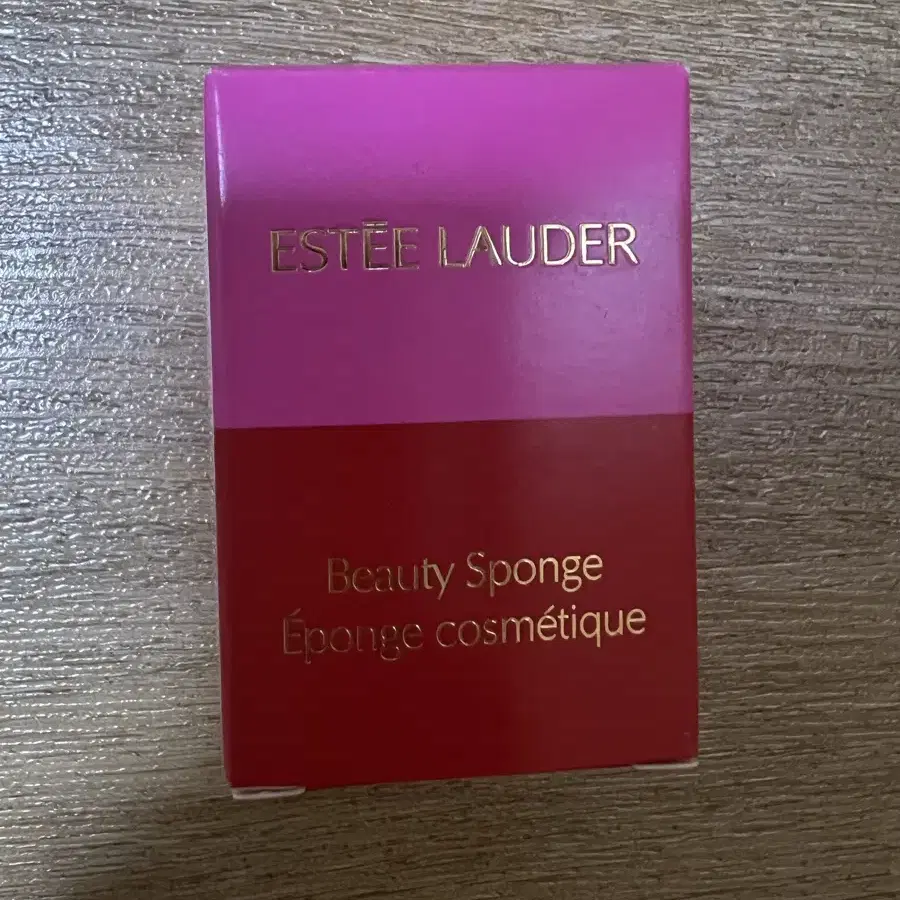 ESTĒE LAUDER
Beauty Sponge
Éponge cosmétique